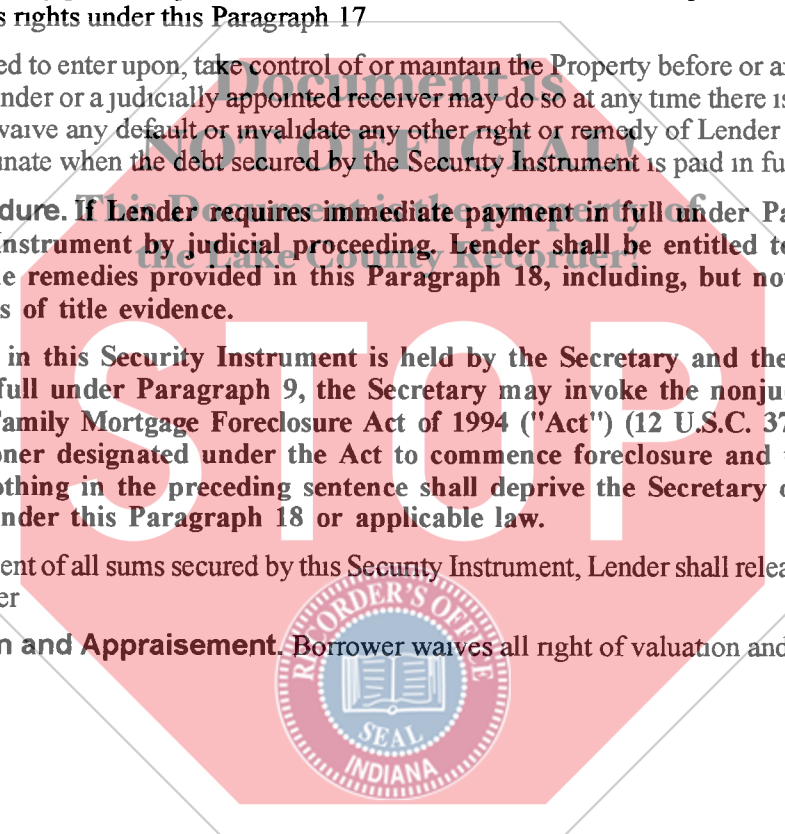 s rights under this Paragraph 17
ed to enter upon, take control of or maintain the Property before or a
nder or a judicially appointed receiver may do so at any time there is
waive any default or invalidate any other right or remedy of Lender
nate when the debt secured by the Security Instrument is paid in fu
dure. If Lender requires immediate payment in full under Pa
Instrument by judicial proceeding, Lender shall be entitled to
e remedies provided in this Paragraph 18, including, but no
s of title evidence.
in this Security Instrument is held by the Secretary and the
full under Paragraph 9, the Secretary may invoke the nonju
Family Mortgage Foreclosure Act of 1994 ("Act") (12 U.S.C. 37
oner designated under the Act to commence foreclosure and
othing in the preceding sentence shall deprive the Secretary
nder this Paragraph 18 or applicable law.
ent of all sums secured by this Security Instrument, Lender shall relea
er
n and Appraisement. Borrower waives all right of valuation and
Document is
NOT OFFICIAL!
This Document is the property of
the Lake County Recorder!
STOP
RECORDER'S OFFICE
SEAL
INDIANA